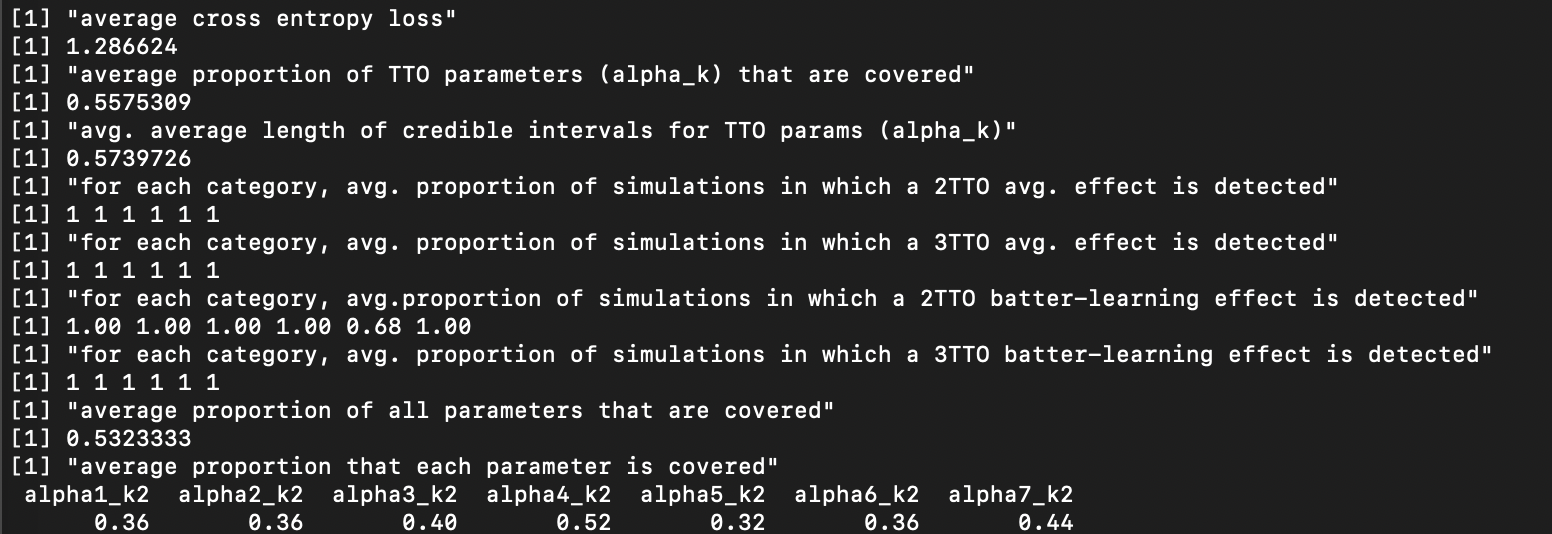 [1] "average cross entropy loss"
[1] 1.286624
[1] "average proportion of TTO parameters (alpha_k) that are covered"
[1] 0.5575309
[1] "avg. average length of credible intervals for TTO params (alpha_k)"
[1] 0.5739726
[1] "for each category, avg. proportion of simulations in which a 2TTO avg. effect is detected"
[1] 1 1 1 1 1 1
[1] "for each category, avg. proportion of simulations in which a 3TTO avg. effect is detected"
[1] 1 1 1 1 1 1
[1] "for each category, avg.proportion of simulations in which a 2TTO batter-learning effect is detected"
[1] 1.00 1.00 1.00 1.00 0.68 1.00
[1] "for each category, avg. proportion of simulations in which a 3TTO batter-learning effect is detected"
[1] 1 1 1 1 1 1
[1] "average proportion of all parameters that are covered"
[1] 0.5323333
[1] "average proportion that each parameter is covered"
alpha1_k2 alpha2_k2 alpha3_k2 alpha4_k2 alpha5_k2 alpha6_k2 alpha7_k2
0.36 0.36 0.40 0.52 0.32 0.36 0.44